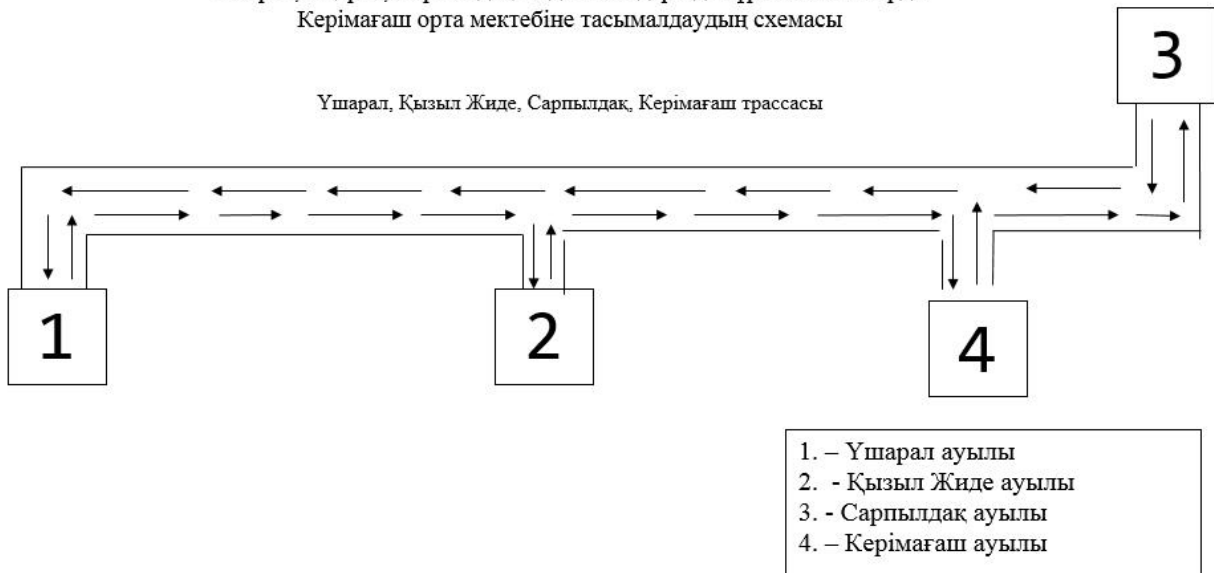 Керімағаш орта мектебіне тасымалдаудың схемасы
Үшарал, Қызыл Жиде, Сарпылдақ, Керімағаш трассасы
3
1
2
4
1. – Үшарал ауылы
2. - Қызыл Жиде ауылы
3. - Сарпылдақ ауылы
4. – Керімағаш ауылы